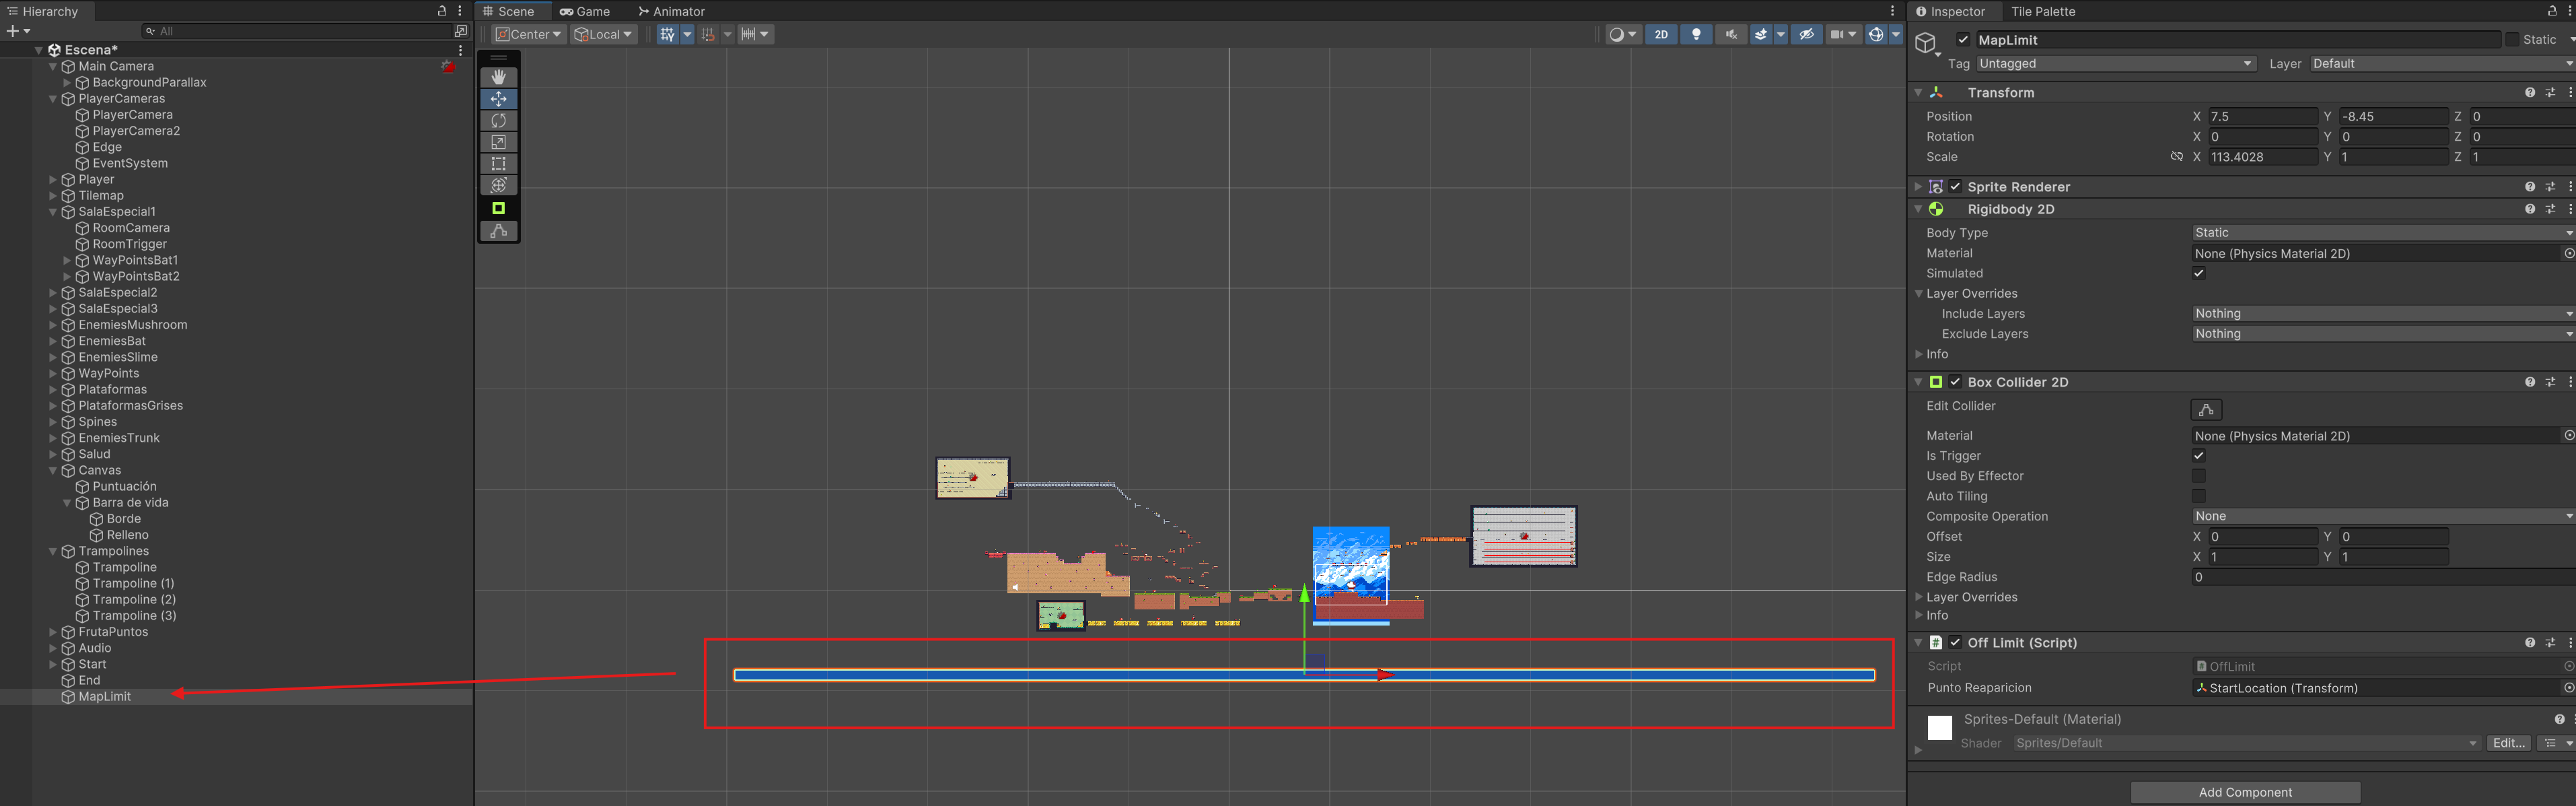 Hierarchy
All
Escena*
Main Camera
BackgroundParallax
PlayerCameras
PlayerCamera
PlayerCamera2
Edge
EventSystem
Player
Tilemap
SalaEspecial1
RoomCamera
RoomTrigger
WayPointsBat1
WayPointsBat2
SalaEspecial2
SalaEspecial3
EnemiesMushroom
EnemiesBat
EnemiesSlime
WayPoints
Plataformas
PlataformasGrises
Spines
EnemiesTrunk
Salud
Canvas
Puntuación
Barra de vida
Borde
Relleno
Trampolines
Trampoline
Trampoline (1)
Trampoline (2)
Trampoline (3)
FrutaPuntos
Audio
Start
End
MapLimit
Scene Game Animator
Center Local 2D
Inspector Tile Palette
MapLimit Static
Tag Untagged Layer Default
Transform
Position X 7.5 Y -8.45 Z 0
Rotation X 0 Y 0 Z 0
Scale X 113.4028 Y 1 Z 1
Sprite Renderer
Rigidbody 2D
Body Type Static
Material None (Physics Material 2D)
Simulated
Layer Overrides
Include Layers Nothing
Exclude Layers Nothing
Info
Box Collider 2D
Edit Collider
Material None (Physics Material 2D)
Is Trigger
Used By Effector
Auto Tiling
Composite Operation None
Offset X 0 Y 0
Size X 1 Y 1
Edge Radius 0
Layer Overrides
Info
Off Limit (Script)
Script OffLimit
Punto Reaparicion StartLocation (Transform)
Sprites-Default (Material)
Shader Sprites/Default Edit...
Add Component